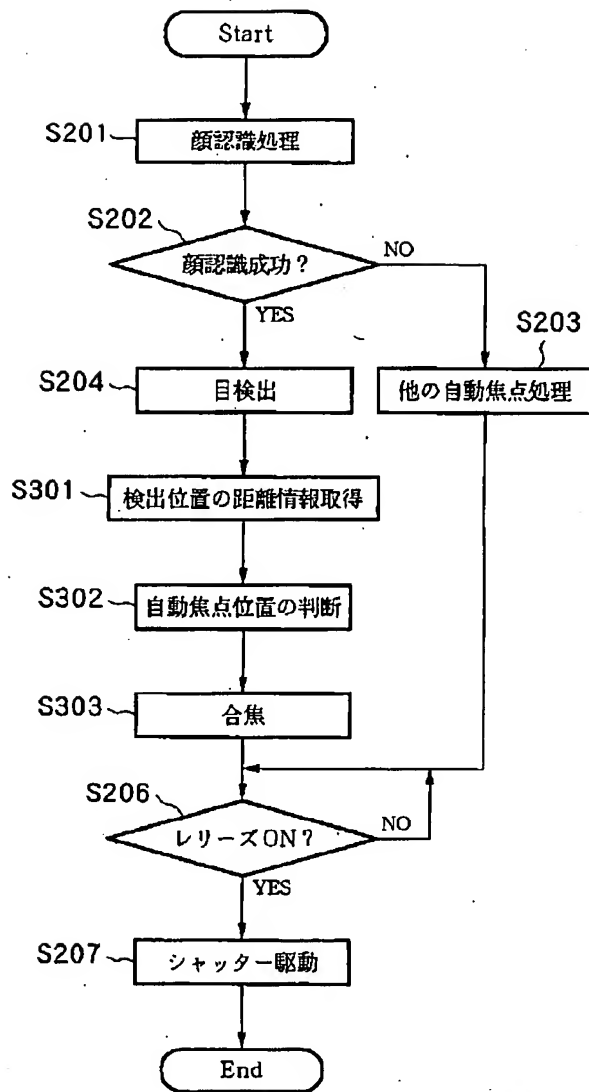 Start
S201
顔認識処理
S202
顔認識成功？
NO
YES
S203
S204
目検出
他の自動焦点処理
S301
検出位置の距離情報取得
S302
自動焦点位置の判断
S303
合焦
S206
レリーズON？
NO
YES
S207
シャッター駆動
End